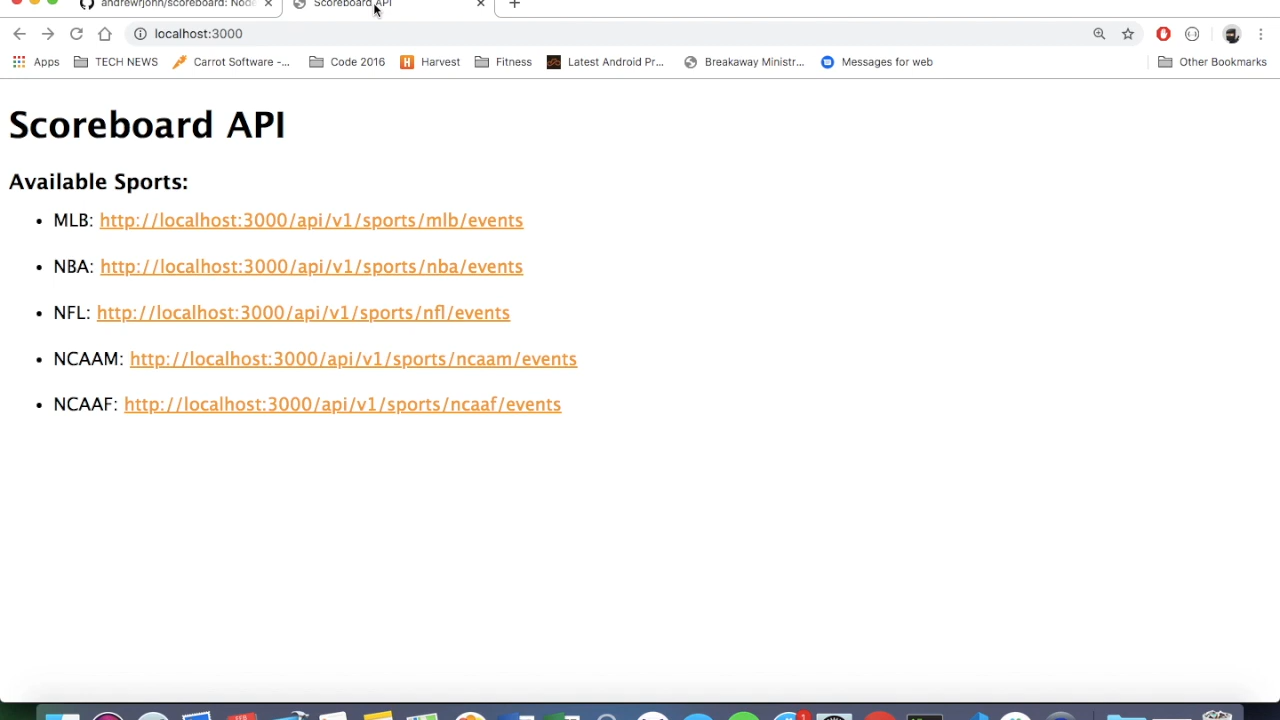 andrewrjohn/scoreboard: Node
Scoreboard API
localhost:3000
Apps
TECH NEWS
Carrot Software -...
Code 2016
Harvest
Fitness
Latest Android Pr...
Breakaway Ministr...
Messages for web
Other Bookmarks
Scoreboard API
Available Sports:
• MLB: http://localhost:3000/api/v1/sports/mlb/events
• NBA: http://localhost:3000/api/v1/sports/nba/events
• NFL: http://localhost:3000/api/v1/sports/nfl/events
• NCAAM: http://localhost:3000/api/v1/sports/ncaam/events
• NCAAF: http://localhost:3000/api/v1/sports/ncaaf/events
1